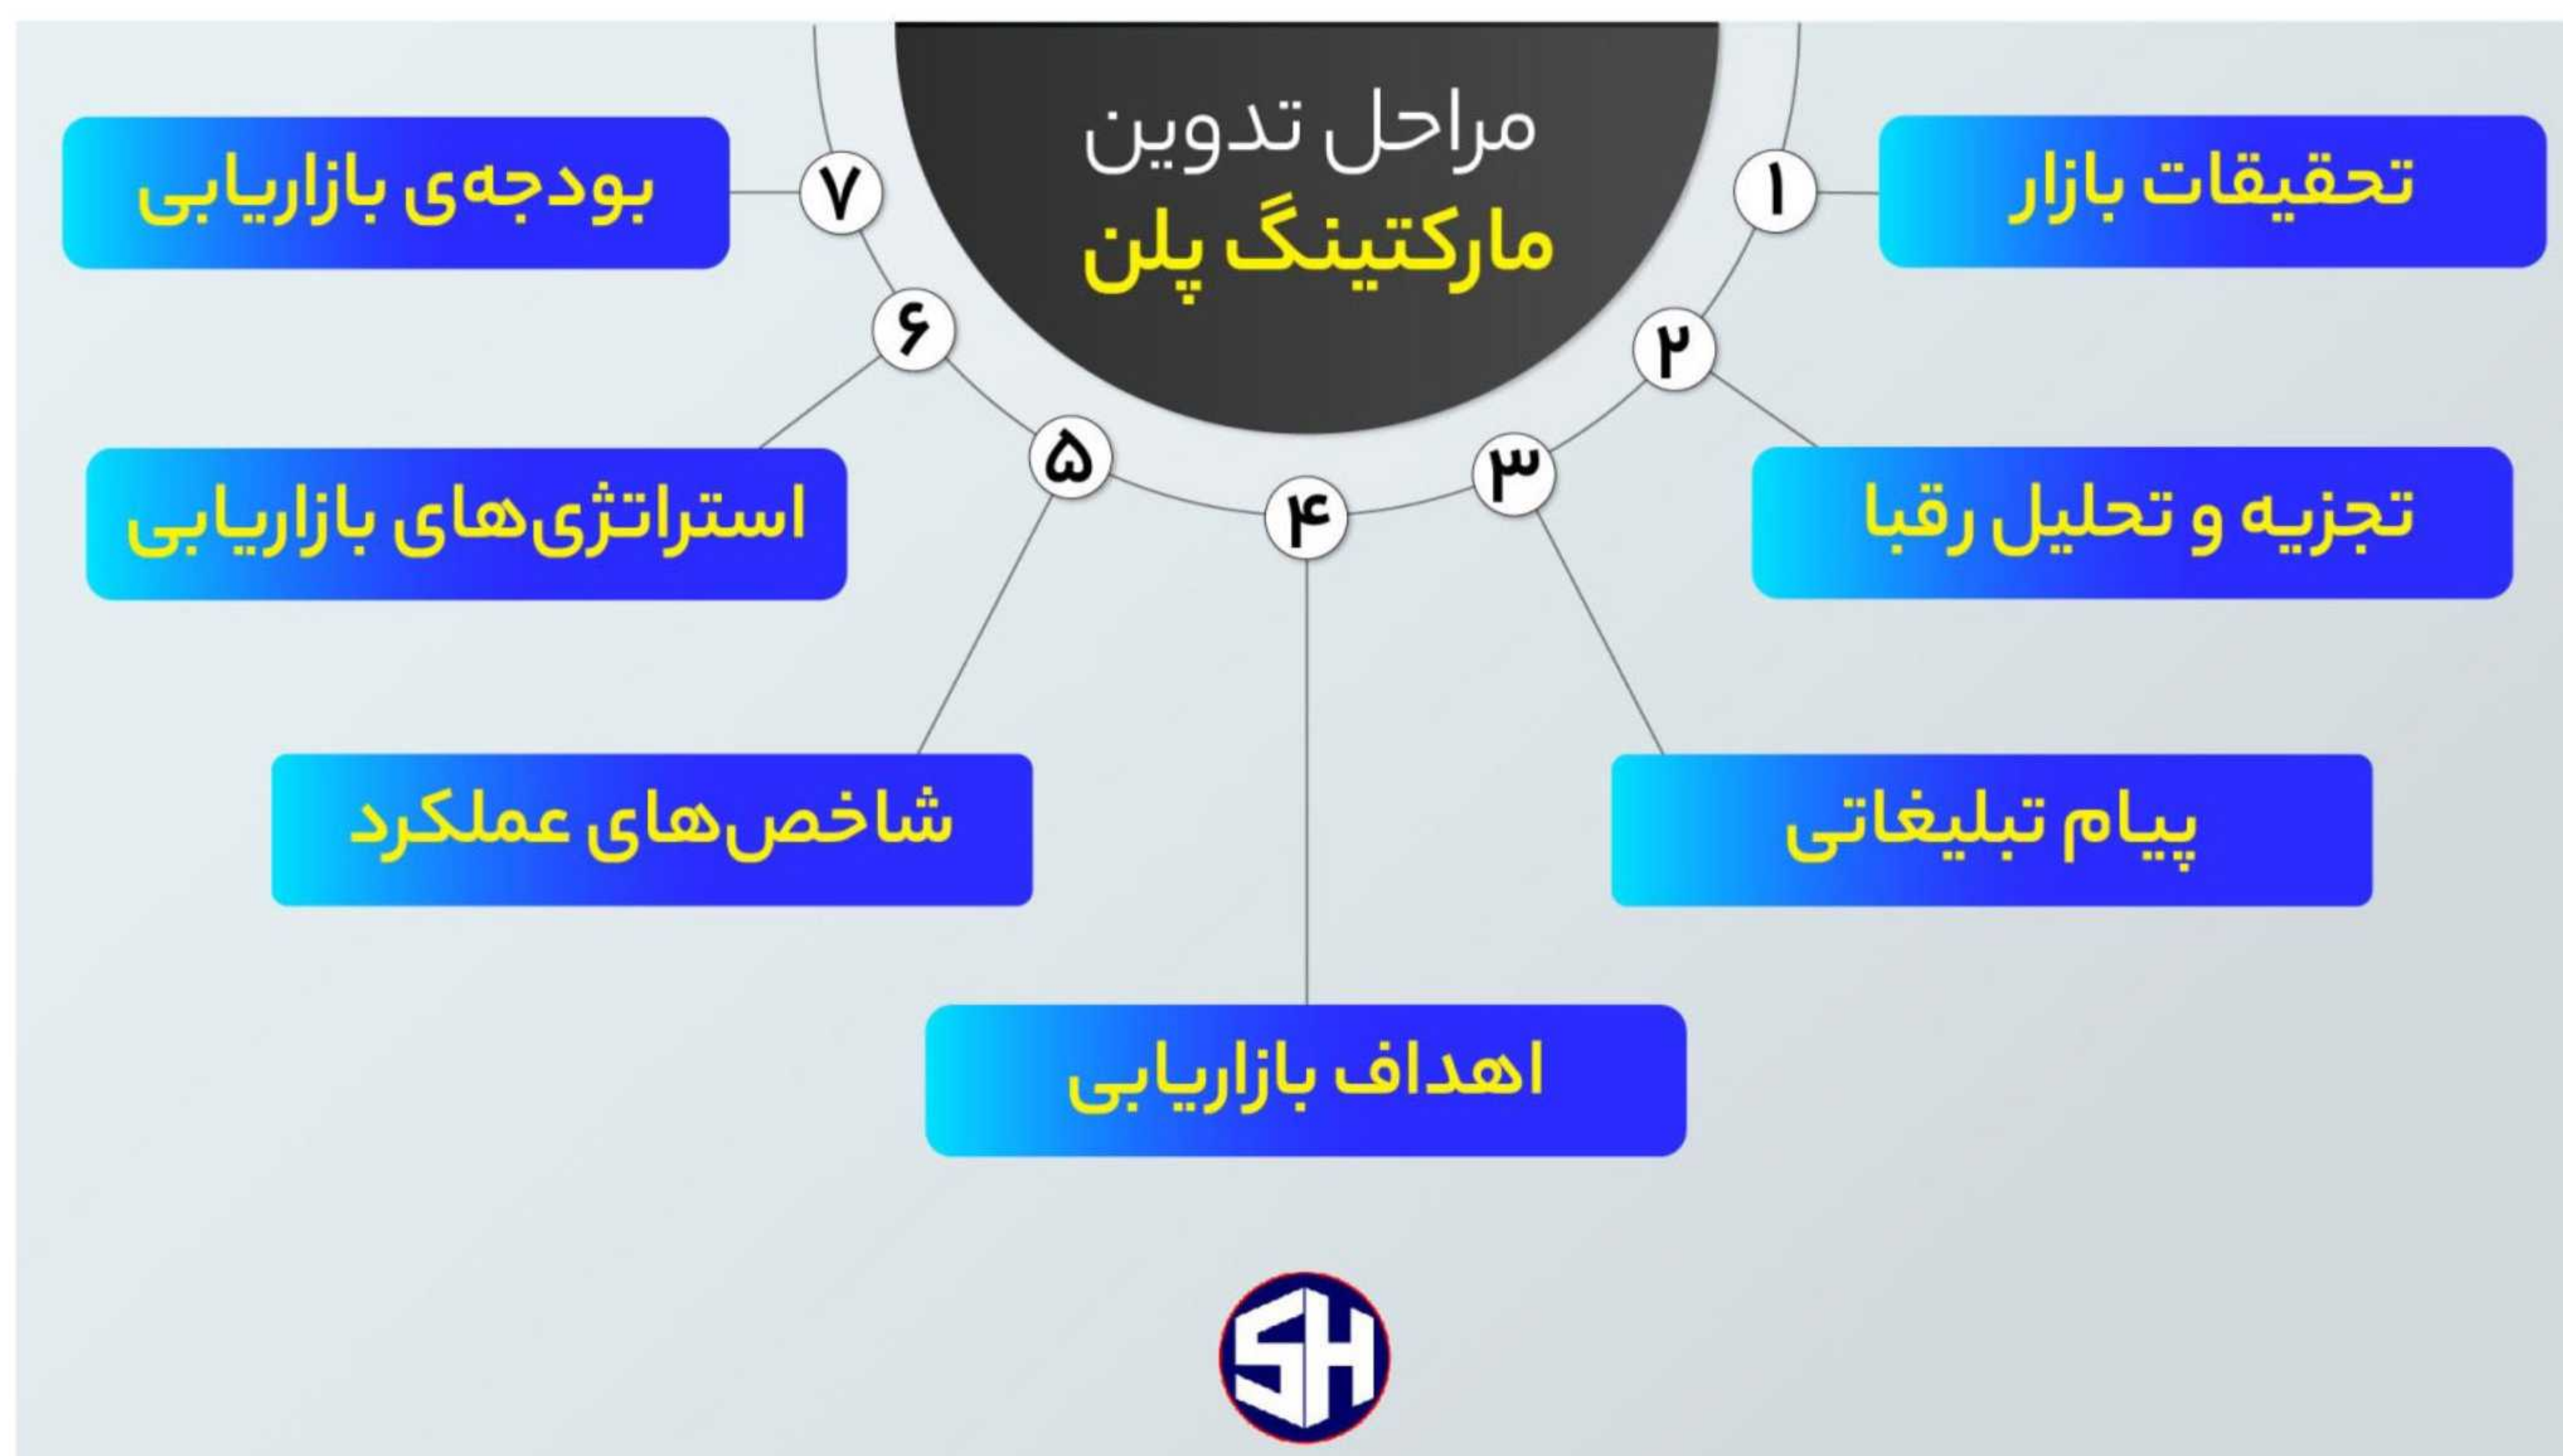 مراحل تدوین
مارکتینگ پلن
۱
تحقیقات بازار
۲
تجزیه و تحلیل رقبا
۳
پیام تبلیغاتی
۴
اهداف بازاریابی
۵
شاخص‌های عملکرد
۶
استراتژی‌های بازاریابی
۷
بودجه‌ی بازاریابی
SH